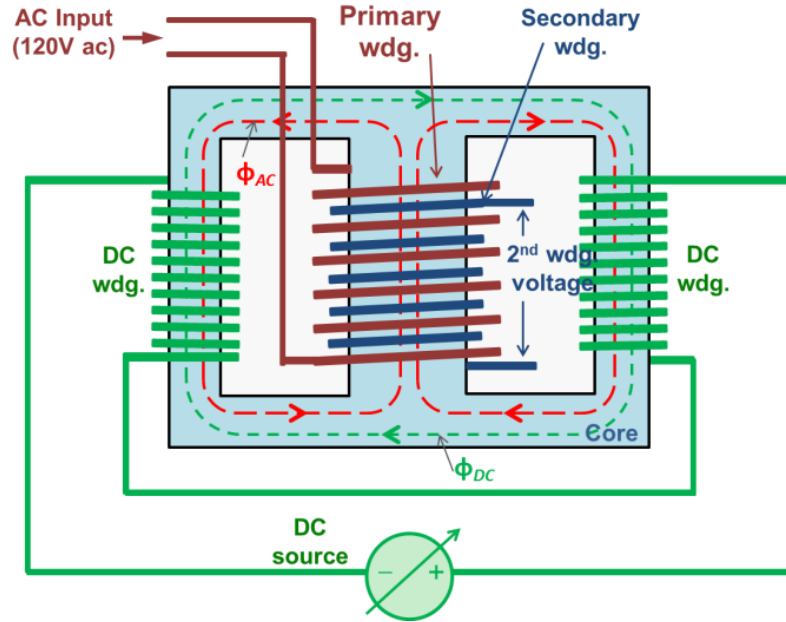 AC Input
(120V ac)
Primary
wdg.
Secondary
wdg.
ϕAC
DC
wdg.
2nd wdg.
voltage
DC
wdg.
Core
ϕDC
DC
source
− +